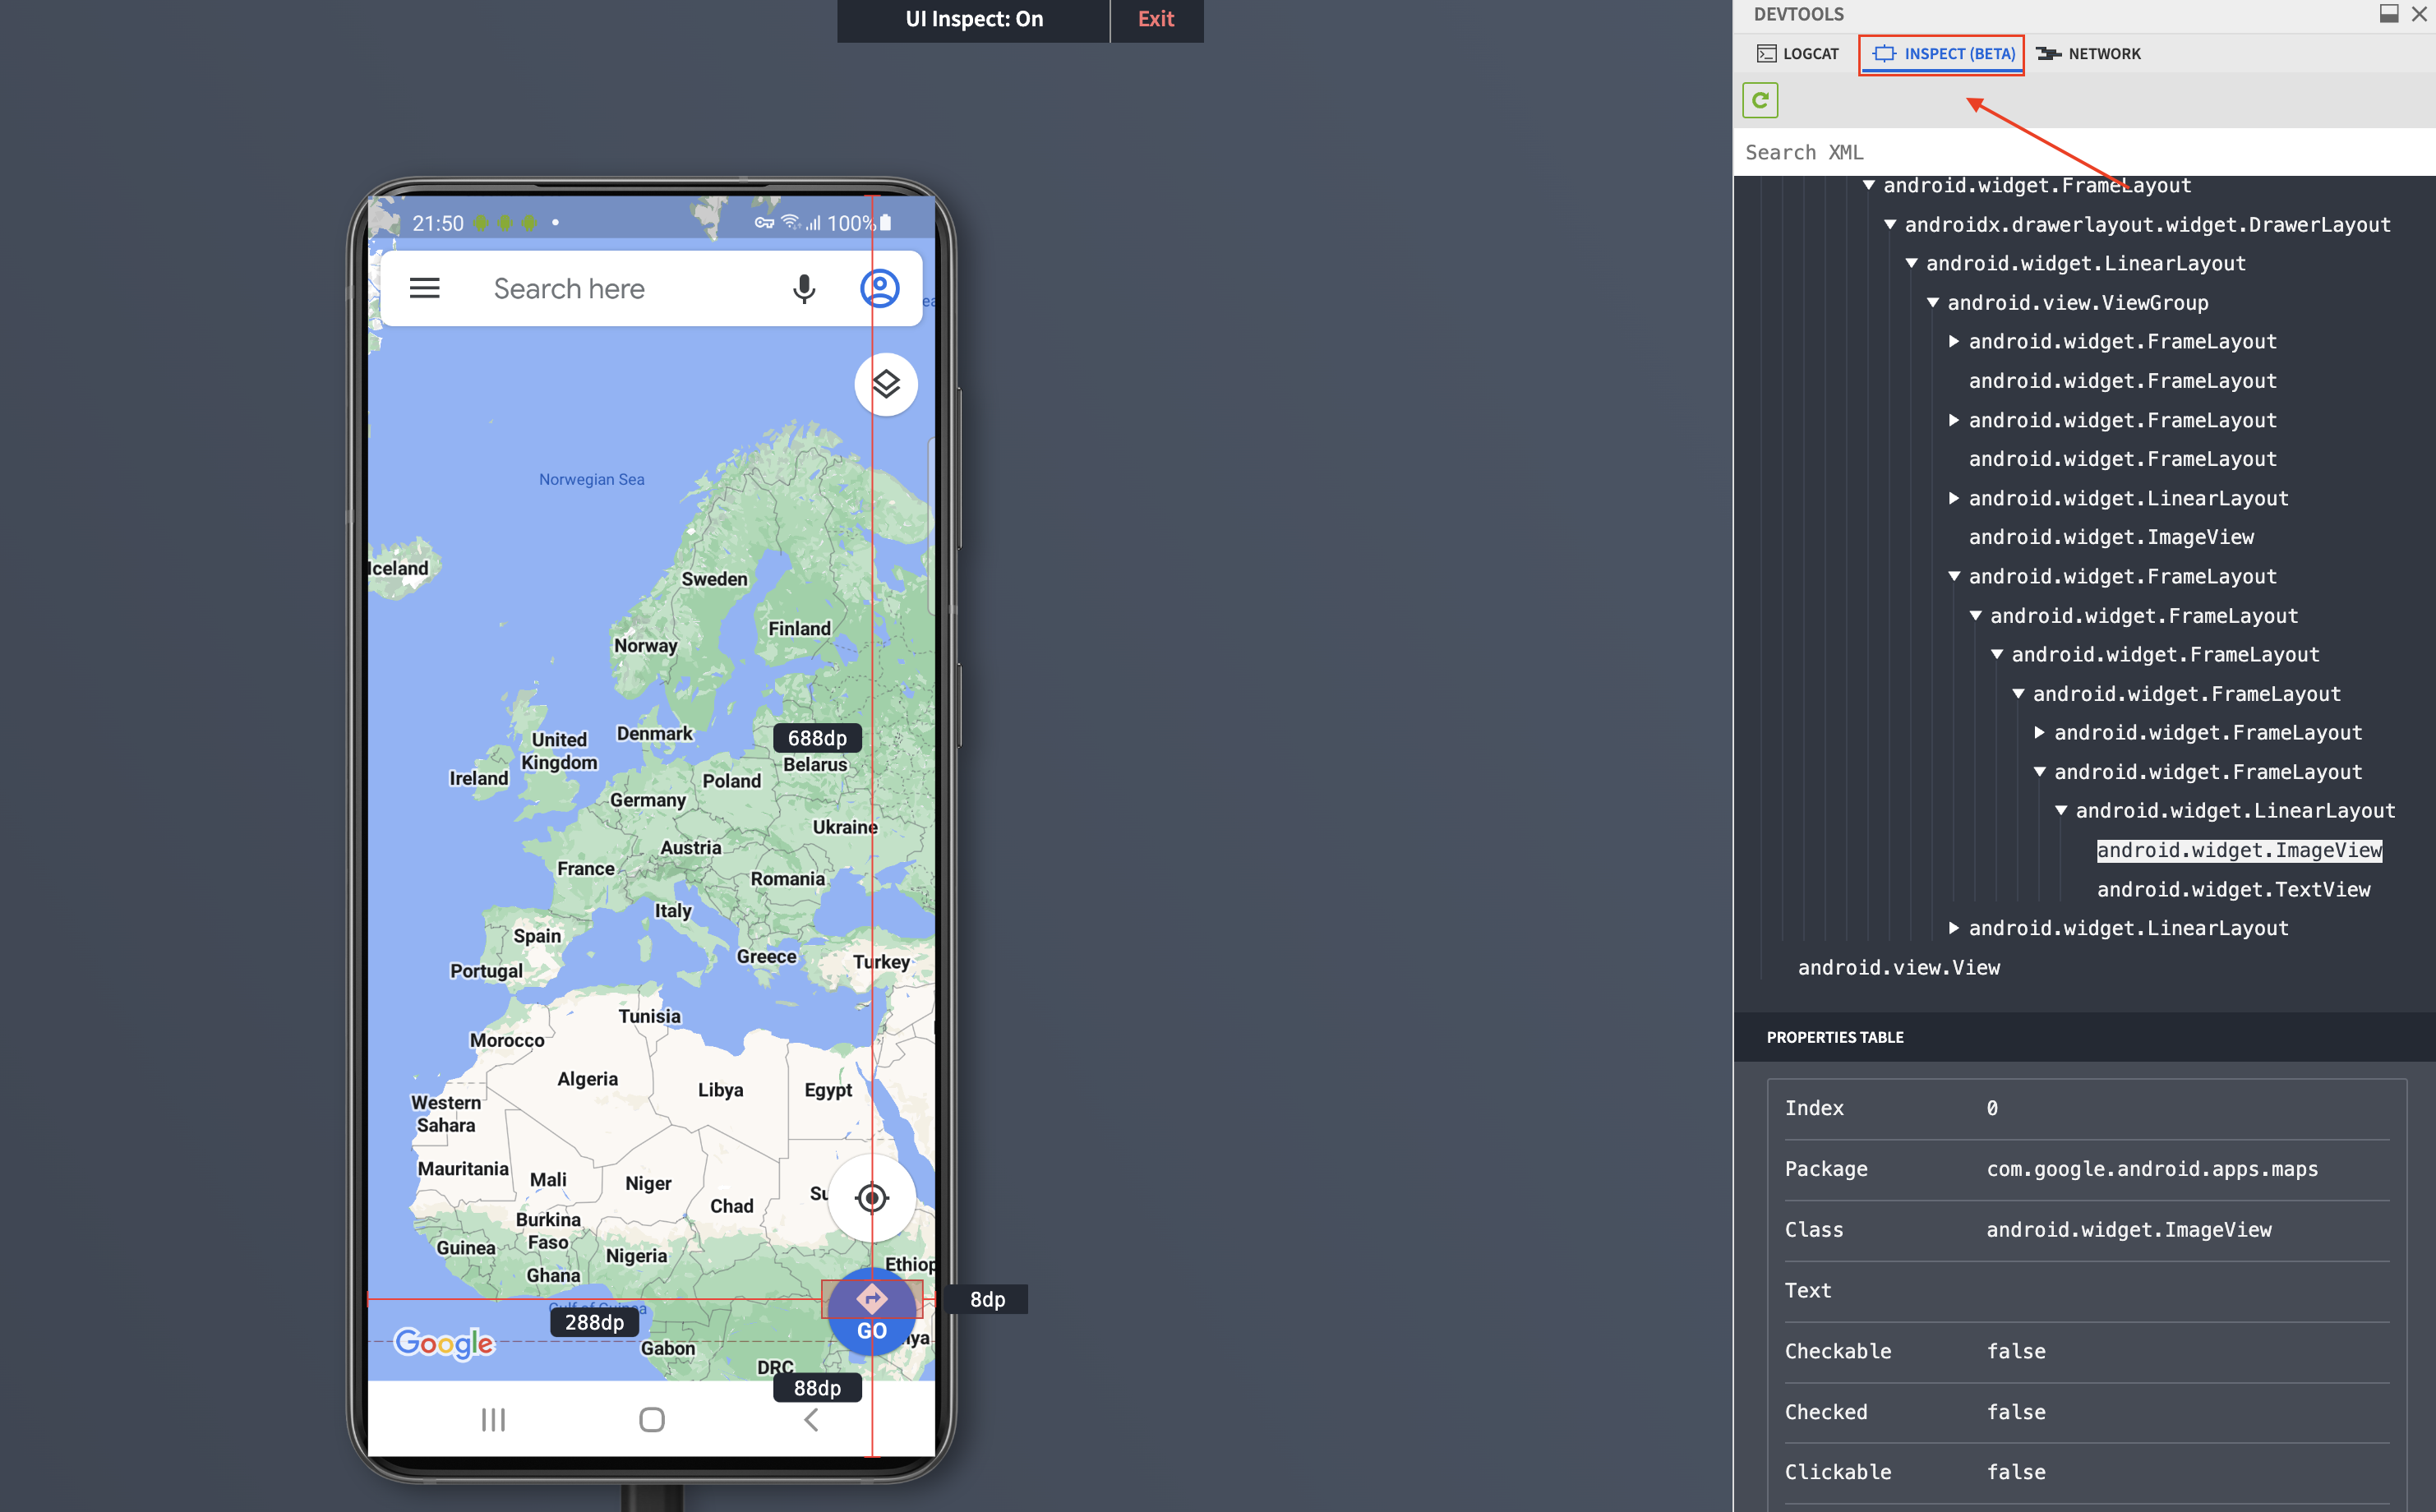 UI Inspect: On
Exit
21:50
100%
Search here
Norwegian Sea
Iceland
Sweden
Finland
Norway
688dp
Denmark
United
Kingdom
Belarus
Ireland
Poland
Germany
Ukraine
Austria
France
Romania
Italy
Spain
Greece
Turkey
Portugal
Tunisia
Morocco
Algeria
Libya
Egypt
Western
Sahara
Mauritania
Mali
Niger
Su
Chad
Burkina
Faso
Guinea
Nigeria
Ghana
Ethiop
8dp
Gulf of Guinea
288dp
GO
nya
Google
Gabon
DRC
88dp
DEVTOOLS
LOGCAT
INSPECT (BETA)
NETWORK
Search XML
android.widget.FrameLayout
androidx.drawerlayout.widget.DrawerLayout
android.widget.LinearLayout
android.view.ViewGroup
android.widget.FrameLayout
android.widget.FrameLayout
android.widget.FrameLayout
android.widget.FrameLayout
android.widget.LinearLayout
android.widget.ImageView
android.widget.FrameLayout
android.widget.FrameLayout
android.widget.FrameLayout
android.widget.FrameLayout
android.widget.FrameLayout
android.widget.FrameLayout
android.widget.LinearLayout
android.widget.ImageView
android.widget.TextView
android.widget.LinearLayout
android.view.View
PROPERTIES TABLE
Index 0
Package com.google.android.apps.maps
Class android.widget.ImageView
Text
Checkable false
Checked false
Clickable false